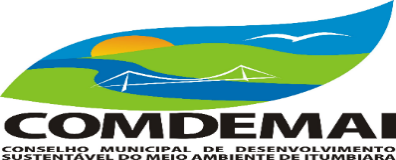 COMDEMAI
CONSELHO MUNICIPAL DE DESENVOLVIMENTO
SUSTENTÁVEL DO MEIO AMBIENTE DE ITUMBIARA